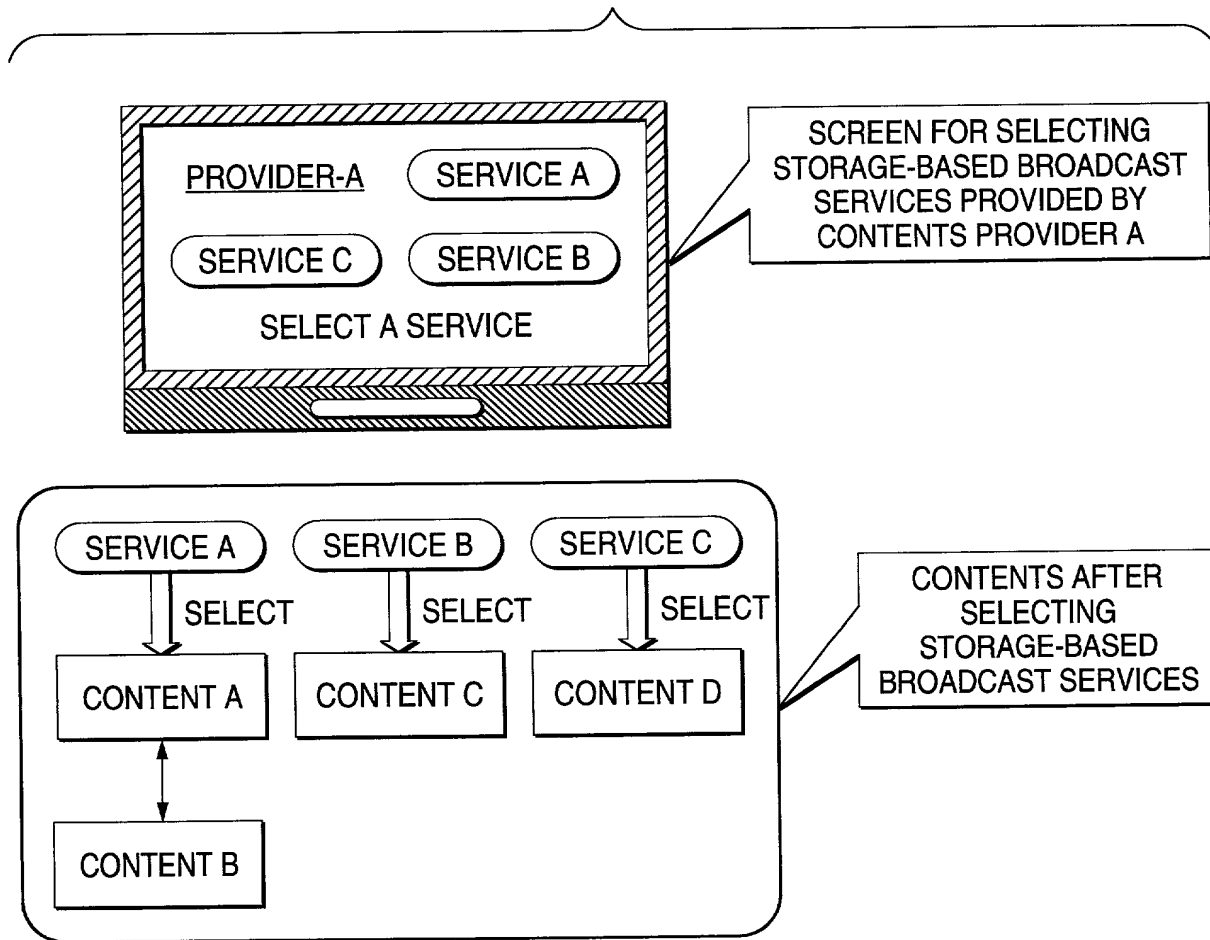 PROVIDER-A
SERVICE A
SERVICE C
SERVICE B
SELECT A SERVICE
SCREEN FOR SELECTING
STORAGE-BASED BROADCAST
SERVICES PROVIDED BY
CONTENTS PROVIDER A
SERVICE A
SERVICE B
SERVICE C
SELECT
SELECT
SELECT
CONTENT A
CONTENT C
CONTENT D
CONTENT B
CONTENTS AFTER
SELECTING
STORAGE-BASED
BROADCAST SERVICES